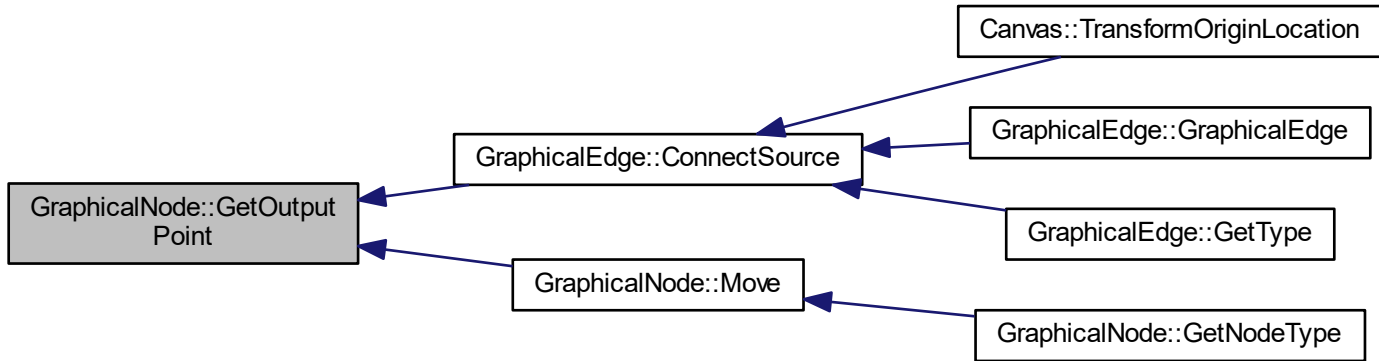 GraphicalNode::GetOutput
Point
GraphicalEdge::ConnectSource
GraphicalNode::Move
Canvas::TransformOriginLocation
GraphicalEdge::GraphicalEdge
GraphicalEdge::GetType
GraphicalNode::GetNodeType